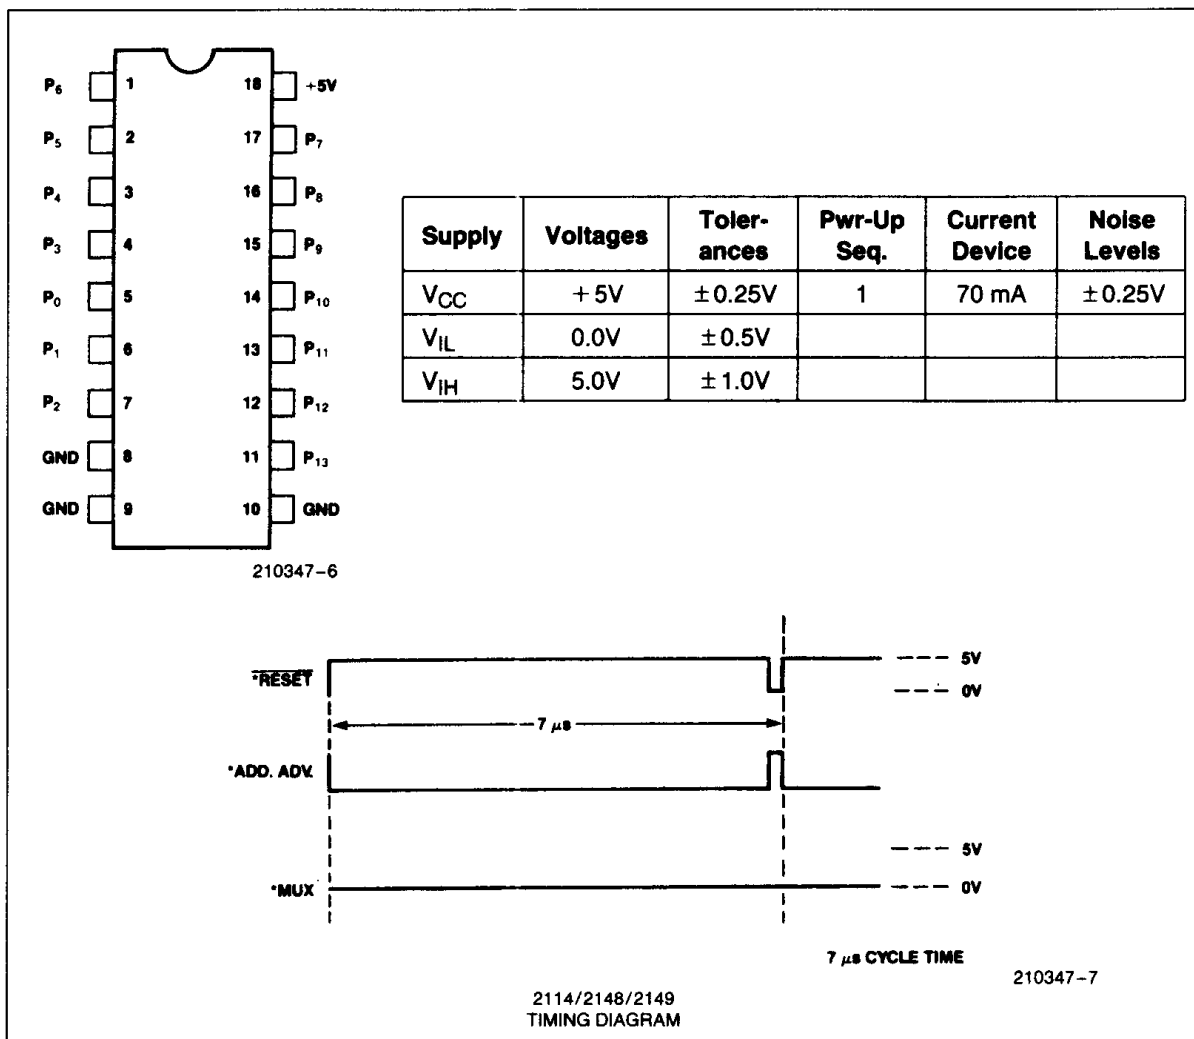 P₆ 1 18 +5V
P₅ 2 17 P₇
P₄ 3 16 P₈
P₃ 4 15 P₉
P₀ 5 14 P₁₀
P₁ 6 13 P₁₁
P₂ 7 12 P₁₂
GND 8 11 P₁₃
GND 9 10 GND
210347-6
Supply Voltages Toler-ances Pwr-Up Seq. Current Device Noise Levels
VCC +5V ±0.25V 1 70 mA ±0.25V
VIL 0.0V ±0.5V
VIH 5.0V ±1.0V
*RESET
5V
0V
7 μs
*ADD. ADV.
5V
*MUX
0V
7 μs CYCLE TIME
210347-7
2114/2148/2149
TIMING DIAGRAM